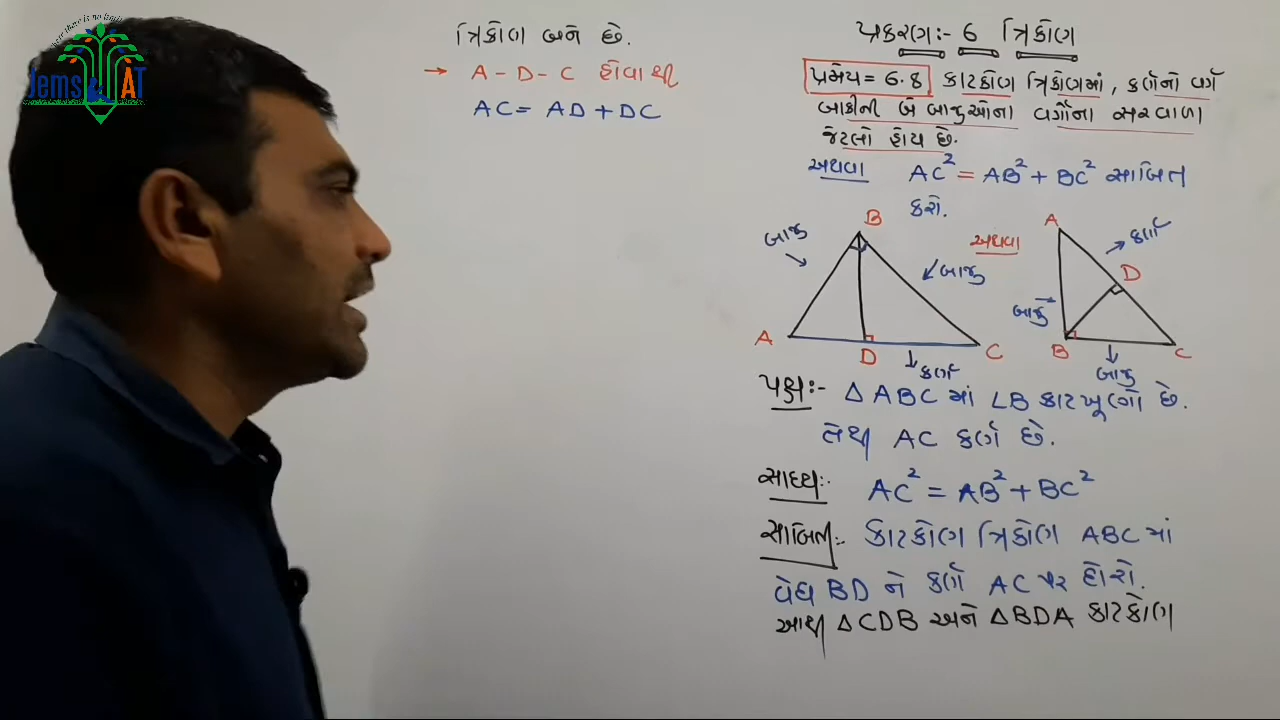 પ્રકરણ:- 6 ત્રિકોણ
પ્રમેય = 6.8 કાટકોણ ત્રિકોણમાં, કર્ણનો વર્ગ
બાકીની બે બાજુઓના વર્ગોના સરવાળા
જેટલો હોય છે.
અથવા AC² = AB² + BC² સાબિત
કરો.
B
બાજુ
બાજુ
A
D
C
કર્ણ
અથવા
A
કર્ણ
D
બાજુ
B
C
બાજુ
પક્ષ:- △ ABC માં ∠B કાટખૂણો છે.
તેથી AC કર્ણ છે.
સાધ્ય:- AC² = AB² + BC²
સાબિતી:- કાટકોણ ત્રિકોણ ABC માં
વેધ BD ને કર્ણ AC પર દોરો.
આથી △CDB અને △BDA કાટકોણ
ત્રિકોણ બને છે.
→ A - D - C હોવાથી
AC = AD + DC
Jems AT